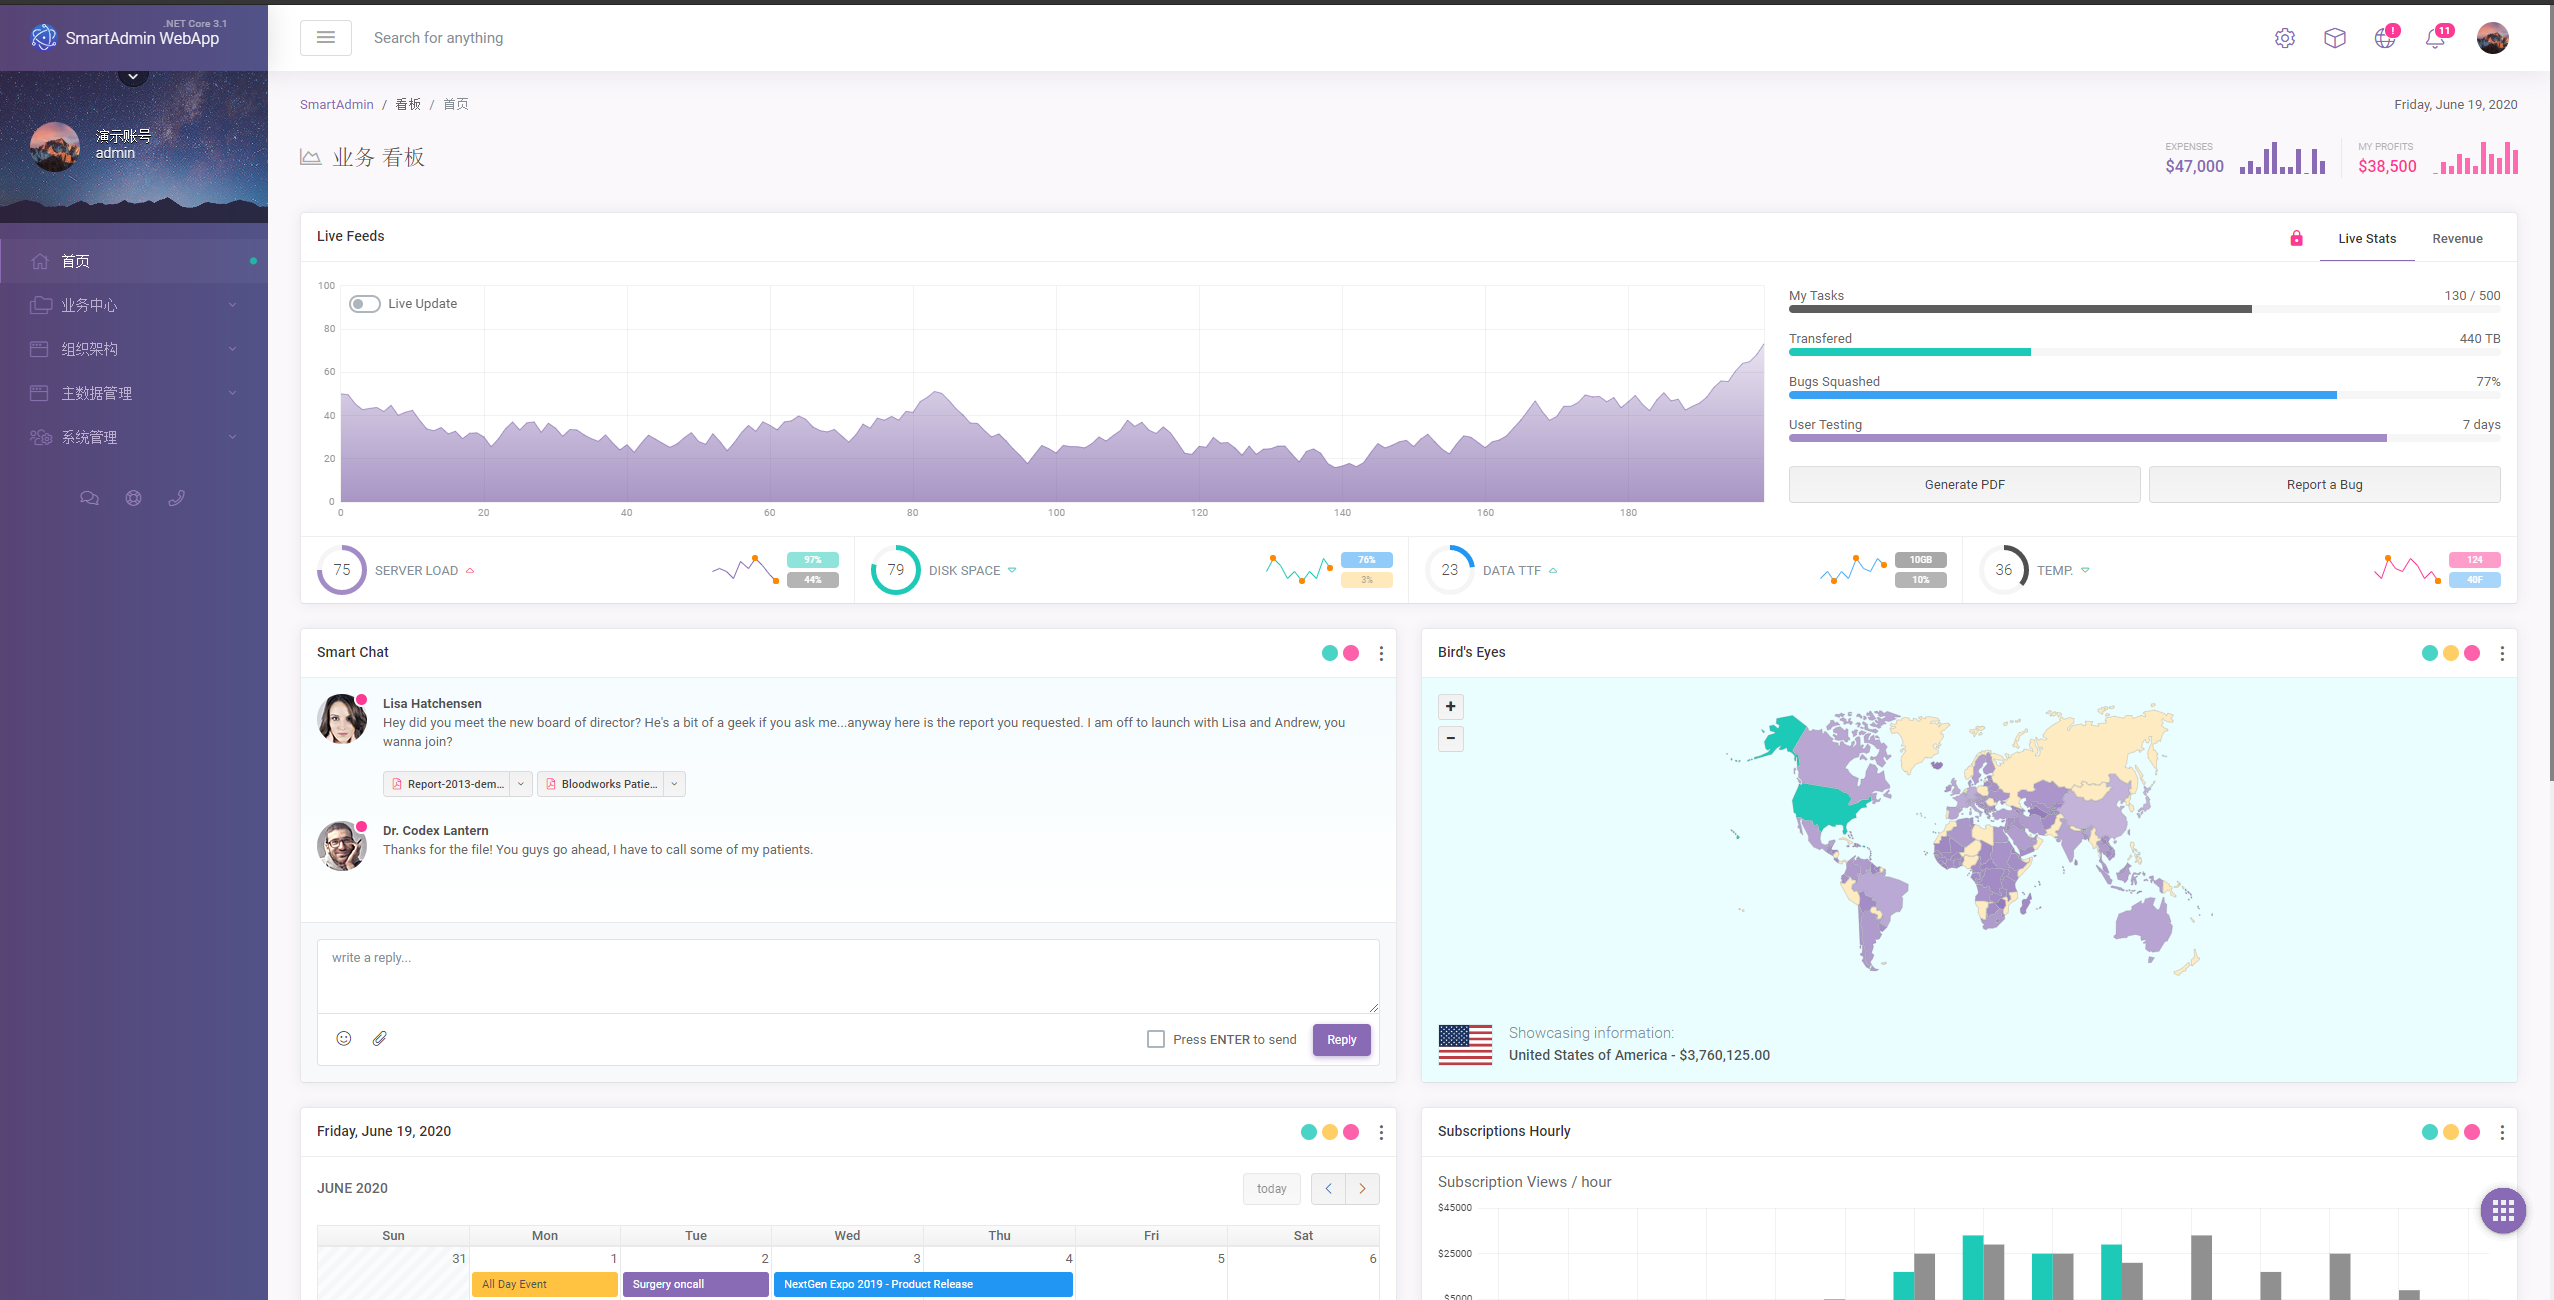 .NET Core 3.1
SmartAdmin WebApp
Search for anything
!
11
演示账号
admin
首页
业务中心
组织架构
主数据管理
系统管理
SmartAdmin / 看板 / 首页
Friday, June 19, 2020
业务 看板
EXPENSES
$47,000
MY PROFITS
$38,500
Live Feeds
Live Stats
Revenue
Live Update
100
80
60
40
20
0
0 20 40 60 80 100 120 140 160 180
My Tasks 130 / 500
Transfered 440 TB
Bugs Squashed 77%
User Testing 7 days
Generate PDF
Report a Bug
75 SERVER LOAD
97%
44%
79 DISK SPACE
76%
3%
23 DATA TTF
10GB
10%
36 TEMP.
124
40F
Smart Chat
Lisa Hatchensen
Hey did you meet the new board of director? He's a bit of a geek if you ask me...anyway here is the report you requested. I am off to launch with Lisa and Andrew, you
wanna join?
Report-2013-dem...
Bloodworks Patie...
Dr. Codex Lantern
Thanks for the file! You guys go ahead, I have to call some of my patients.
write a reply...
Press ENTER to send
Reply
Bird's Eyes
+
−
Showcasing information:
United States of America - $3,760,125.00
Friday, June 19, 2020
JUNE 2020
today
Sun Mon Tue Wed Thu Fri Sat
31 1 2 3 4 5 6
All Day Event
Surgery oncall
NextGen Expo 2019 - Product Release
Subscriptions Hourly
Subscription Views / hour
$45000
$25000
$5000